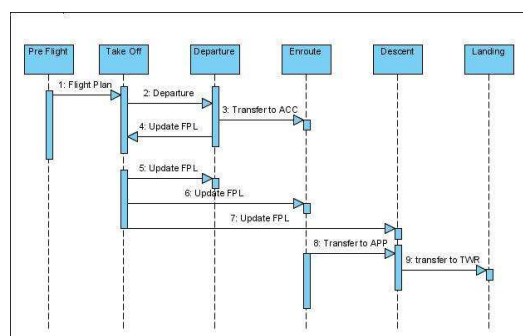 Pre Flight
Take Off
Departure
Enroute
Descent
Landing
1: Flight Plan
2: Departure
3: Transfer to ACC
4: Update FPL
5: Update FPL
6: Update FPL
7: Update FPL
8: Transfer to APP
9: transfer to TWR